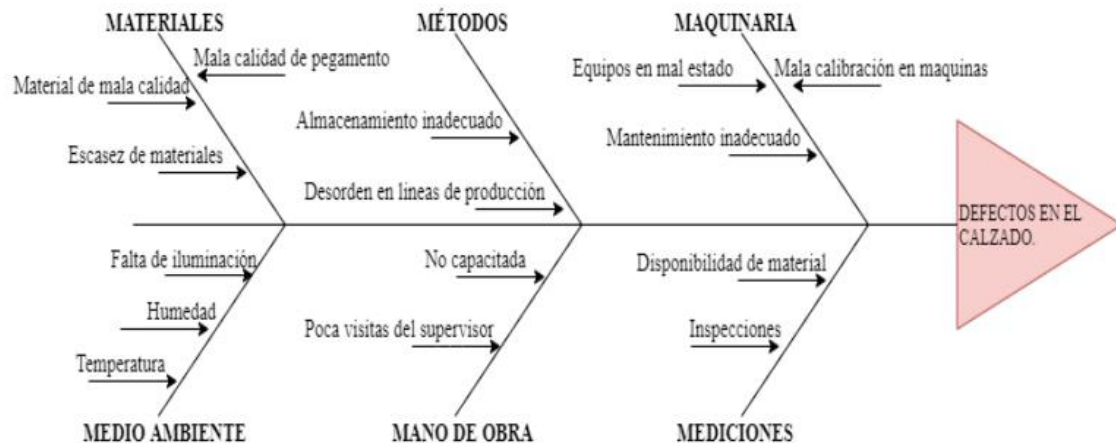 MATERIALES
MÉTODOS
MAQUINARIA
Mala calidad de pegamento
Material de mala calidad
Escasez de materiales
Almacenamiento inadecuado
Desorden en lineas de producción
Equipos en mal estado
Mala calibración en maquinas
Mantenimiento inadecuado
DEFECTOS EN EL
CALZADO.
Falta de iluminación
Humedad
Temperatura
No capacitada
Poca visitas del supervisor
Disponibilidad de material
Inspecciones
MEDIO AMBIENTE
MANO DE OBRA
MEDICIONES